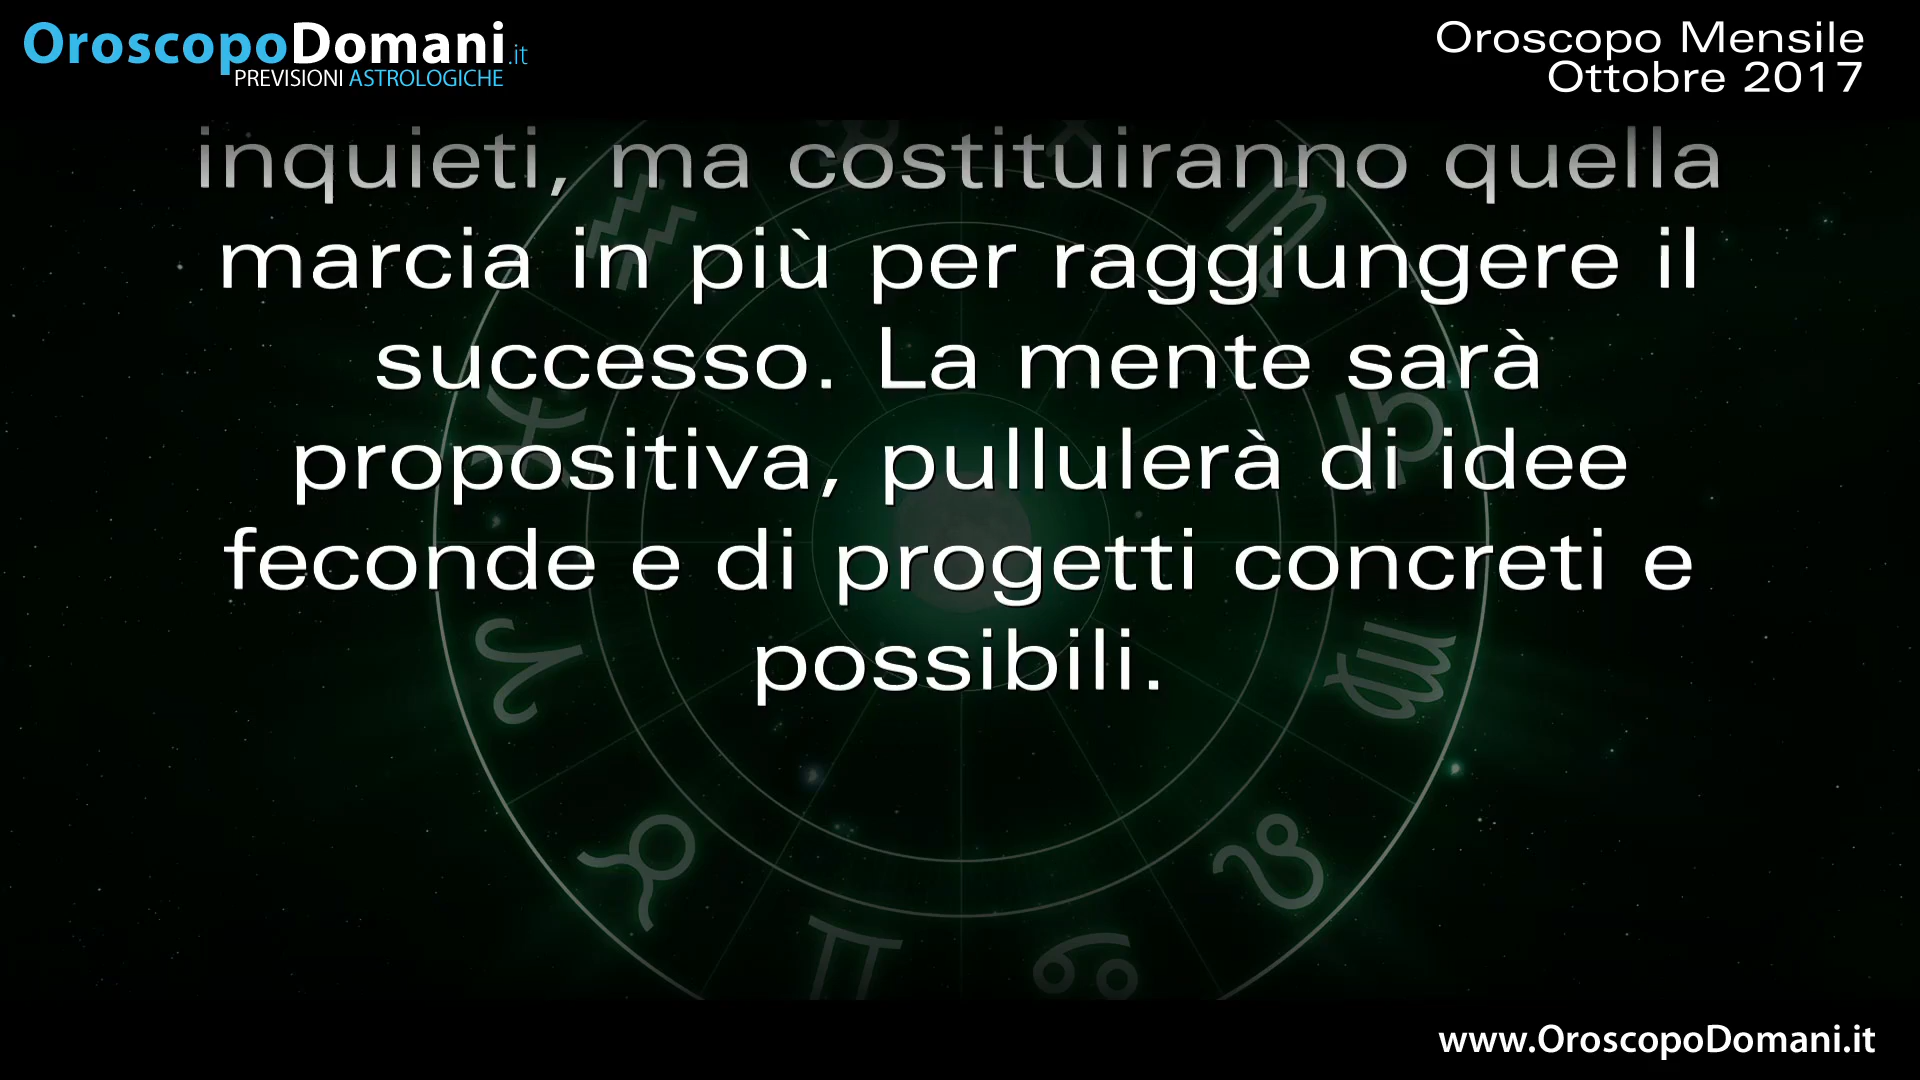 OroscopoDomani.it
PREVISIONI ASTROLOGICHE
Oroscopo Mensile
Ottobre 2017
inquieti, ma costituiranno quella
marcia in più per raggiungere il
successo. La mente sarà
propositiva, pullulerà di idee
feconde e di progetti concreti e
possibili.
www.OroscopoDomani.it